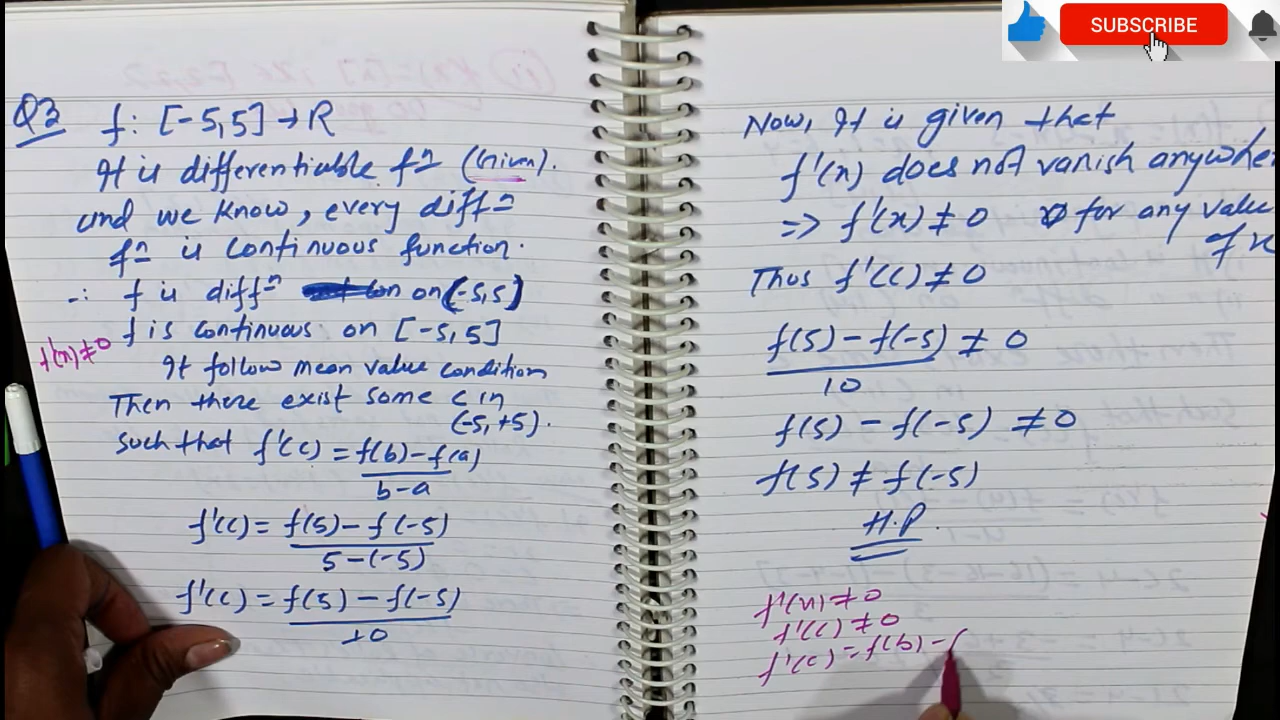 SUBSCRIBE
Q3 f: [-5,5] → R
It is differentiable fn (Given).
and we know, every diffn
fn is continuous function.
∴ f is diffn on (-5,5)
f is continuous on [-5,5]
f'(x) ≠ 0
It follow mean value condition
Then there exist some c in
(-5,+5).
such that f'(c) = f(b)-f(a)
b-a
f'(c) = f(5) - f(-5)
5-(-5)
f'(c) = f(5) - f(-5)
10
Now, It is given that
f'(x) does not vanish anywhe
=> f'(x) ≠ 0 for any value
of x
Thus f'(c) ≠ 0
f(5) - f(-5) ≠ 0
10
f(5) - f(-5) ≠ 0
f(5) ≠ f(-5)
H.P.
f'(x) ≠ 0
f'(c) ≠ 0
f'(c) = f(b) - f